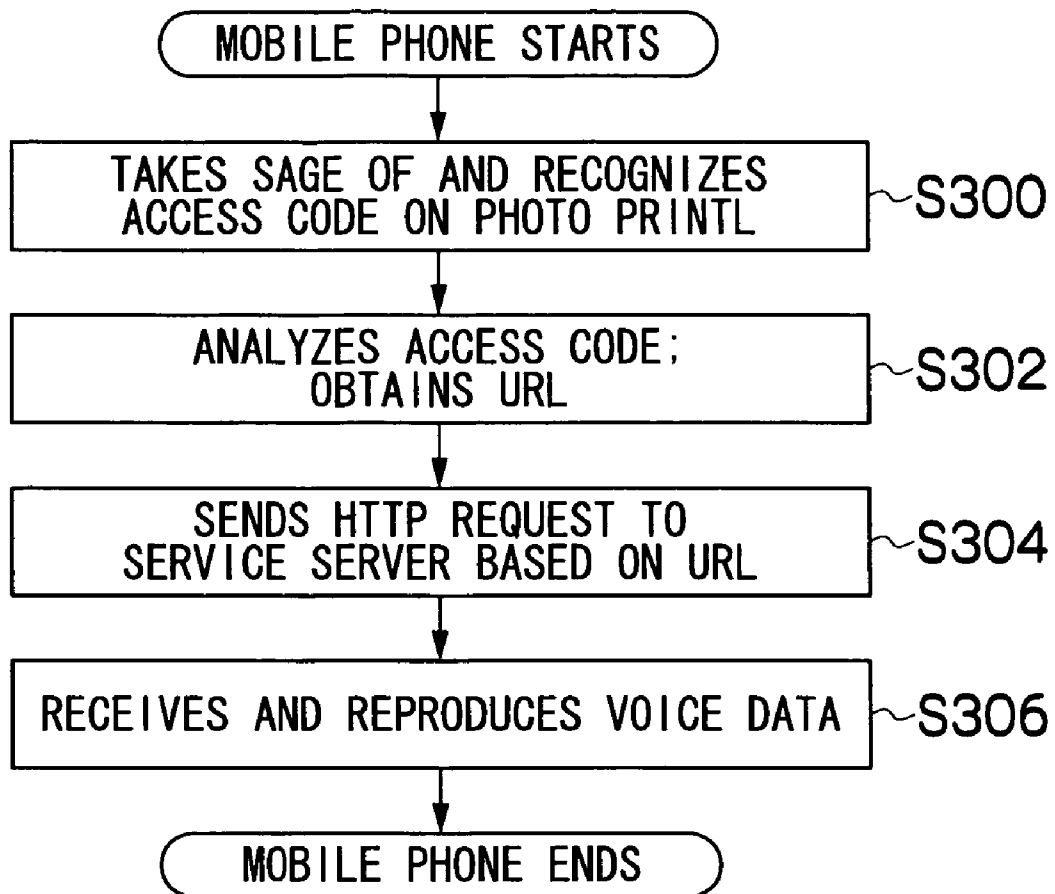 MOBILE PHONE STARTS
TAKES SAGE OF AND RECOGNIZES
ACCESS CODE ON PHOTO PRINTL
S300
ANALYZES ACCESS CODE;
OBTAINS URL
S302
SENDS HTTP REQUEST TO
SERVICE SERVER BASED ON URL
S304
RECEIVES AND REPRODUCES VOICE DATA
S306
MOBILE PHONE ENDS